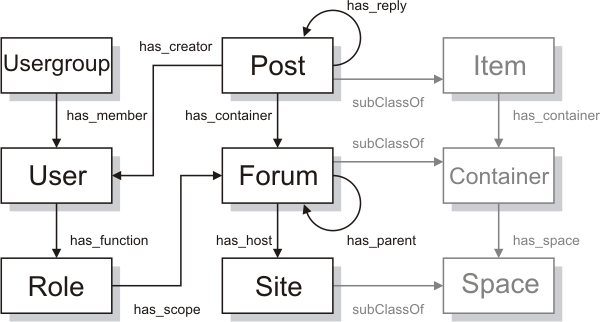 has_reply
has_creator
Usergroup
Post
Item
subClassOf
has_member
has_container
has_container
subClassOf
User
Forum
Container
has_function
has_host
has_parent
has_space
Role
Site
Space
has_scope
subClassOf